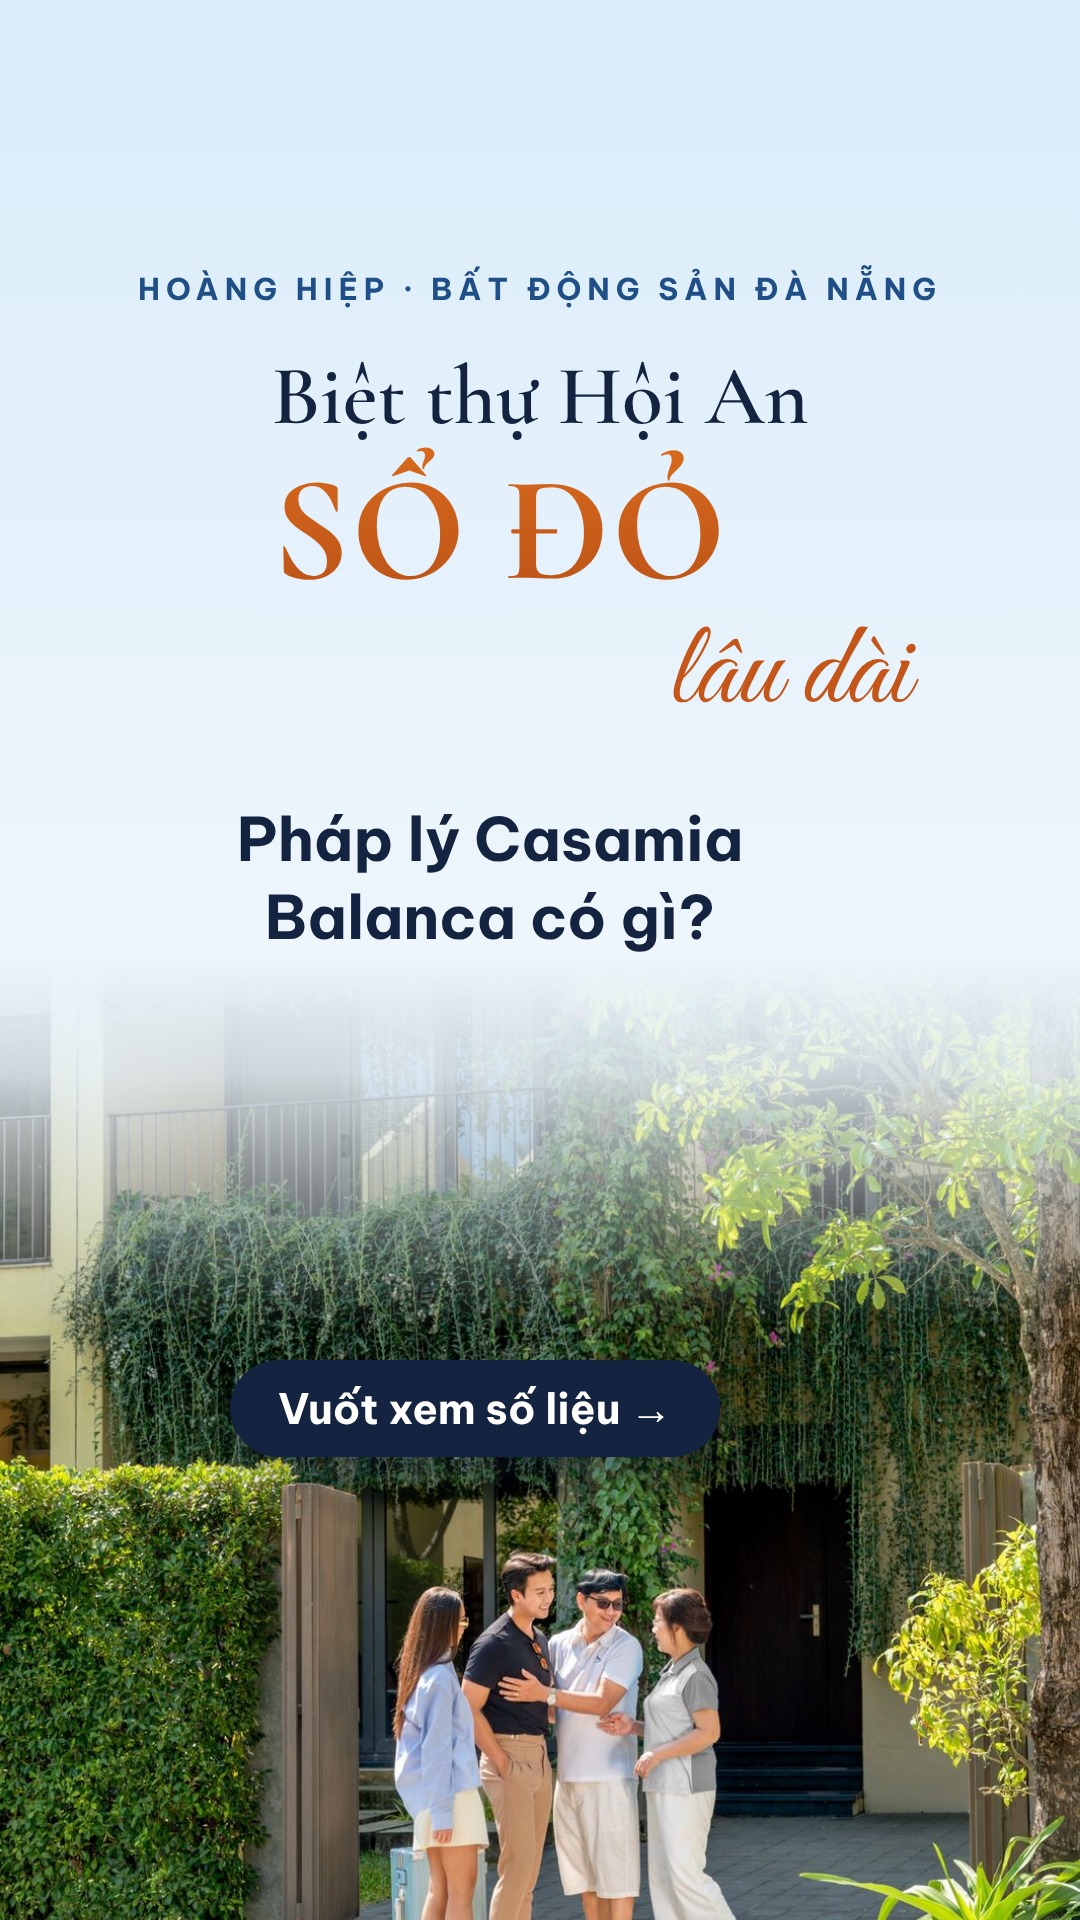 HOÀNG HIỆP · BẤT ĐỘNG SẢN ĐÀ NẴNG
Biệt thự Hội An
SỔ ĐỎ
lâu dài
Pháp lý Casamia
Balanca có gì?
Vuốt xem số liệu →